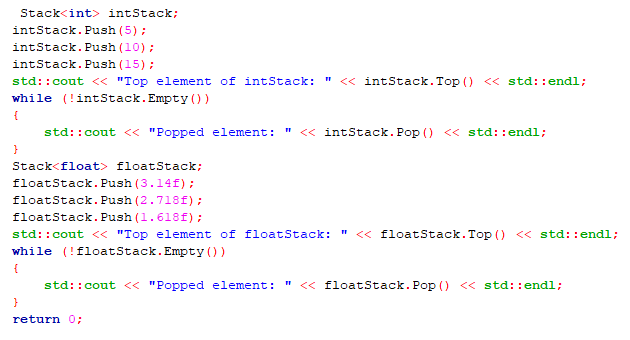 Stack<int> intStack;
intStack.Push(5);
intStack.Push(10);
intStack.Push(15);
std::cout << "Top element of intStack: " << intStack.Top() << std::endl;
while (!intStack.Empty())
{
    std::cout << "Popped element: " << intStack.Pop() << std::endl;
}
Stack<float> floatStack;
floatStack.Push(3.14f);
floatStack.Push(2.718f);
floatStack.Push(1.618f);
std::cout << "Top element of floatStack: " << floatStack.Top() << std::endl;
while (!floatStack.Empty())
{
    std::cout << "Popped element: " << floatStack.Pop() << std::endl;
}
return 0;